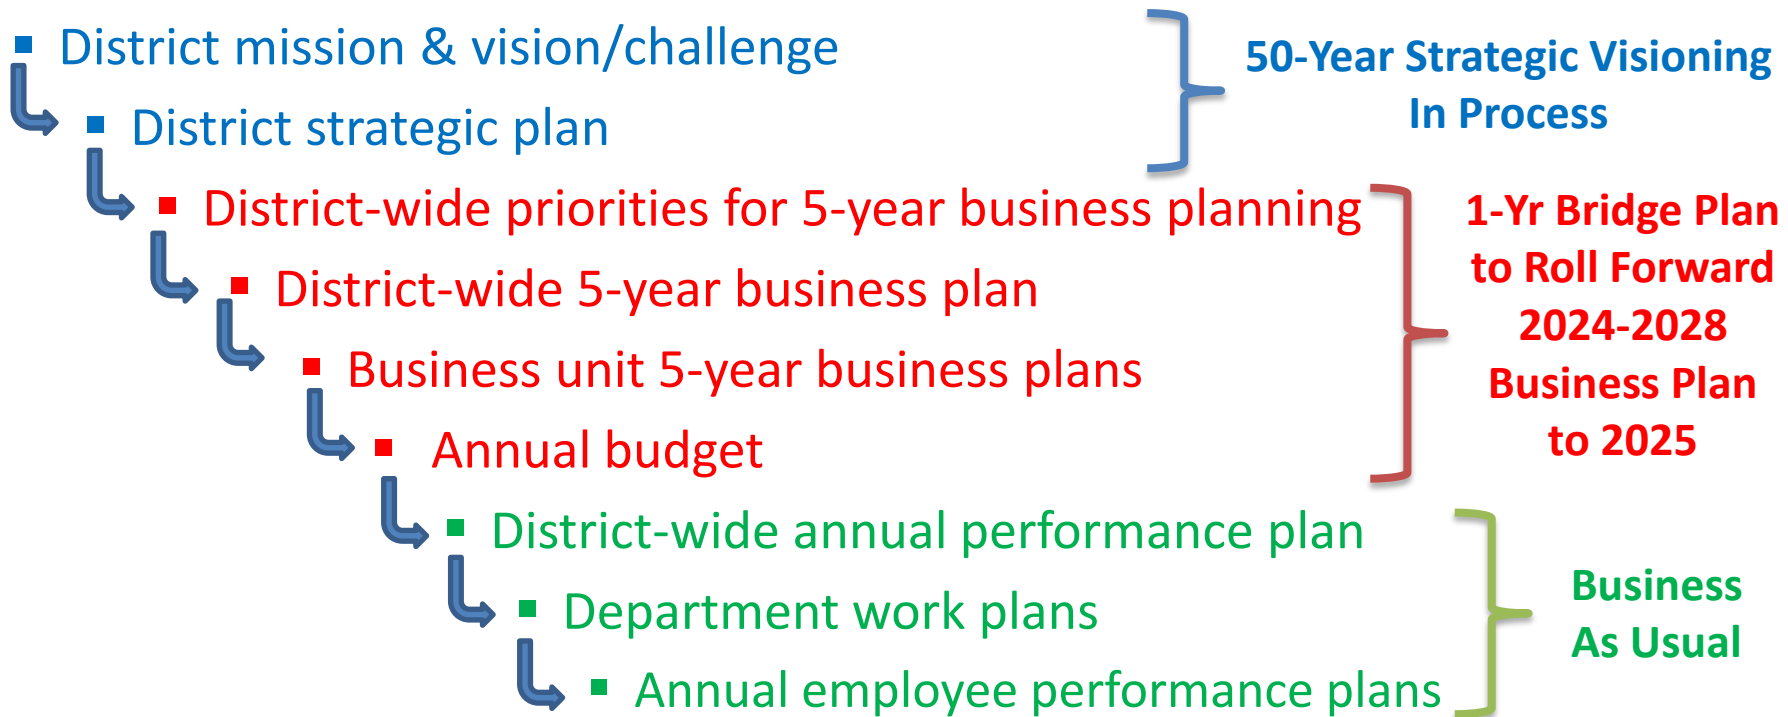 District mission & vision/challenge
District strategic plan
50-Year Strategic Visioning
In Process
District-wide priorities for 5-year business planning
District-wide 5-year business plan
Business unit 5-year business plans
Annual budget
1-Yr Bridge Plan
to Roll Forward
2024-2028
Business Plan
to 2025
District-wide annual performance plan
Department work plans
Annual employee performance plans
Business
As Usual